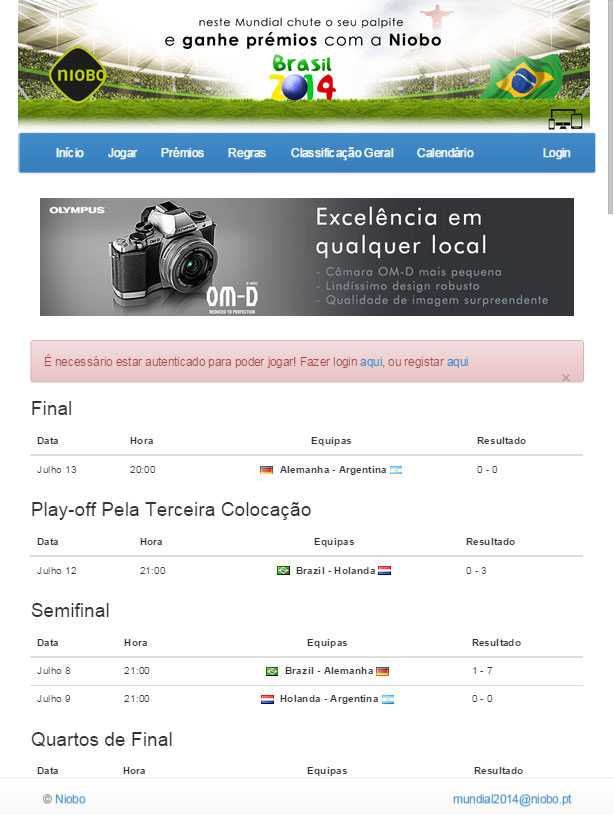 neste Mundial chute o seu palpite
e ganhe prémios com a Niobo
NIOBO
Brasil
2014
Início Jogar Prêmios Regras Classificação Geral Calendário Login
OLYMPUS
Excelência em
qualquer local
- Câmara OM-D mais pequena
- Lindíssimo design robusto
- Qualidade de imagem surpreendente
OM-D
REDUCED TO PERFECTION
É necessário estar autenticado para poder jogar! Fazer login aqui, ou registar aqui
×
Final
Data Hora Equipas Resultado
Julho 13 20:00 Alemanha - Argentina 0 - 0
Play-off Pela Terceira Colocação
Data Hora Equipas Resultado
Julho 12 21:00 Brazil - Holanda 0 - 3
Semifinal
Data Hora Equipas Resultado
Julho 8 21:00 Brazil - Alemanha 1 - 7
Julho 9 21:00 Holanda - Argentina 0 - 0
Quartos de Final
Data Hora Equipas Resultado
© Niobo mundial2014@niobo.pt